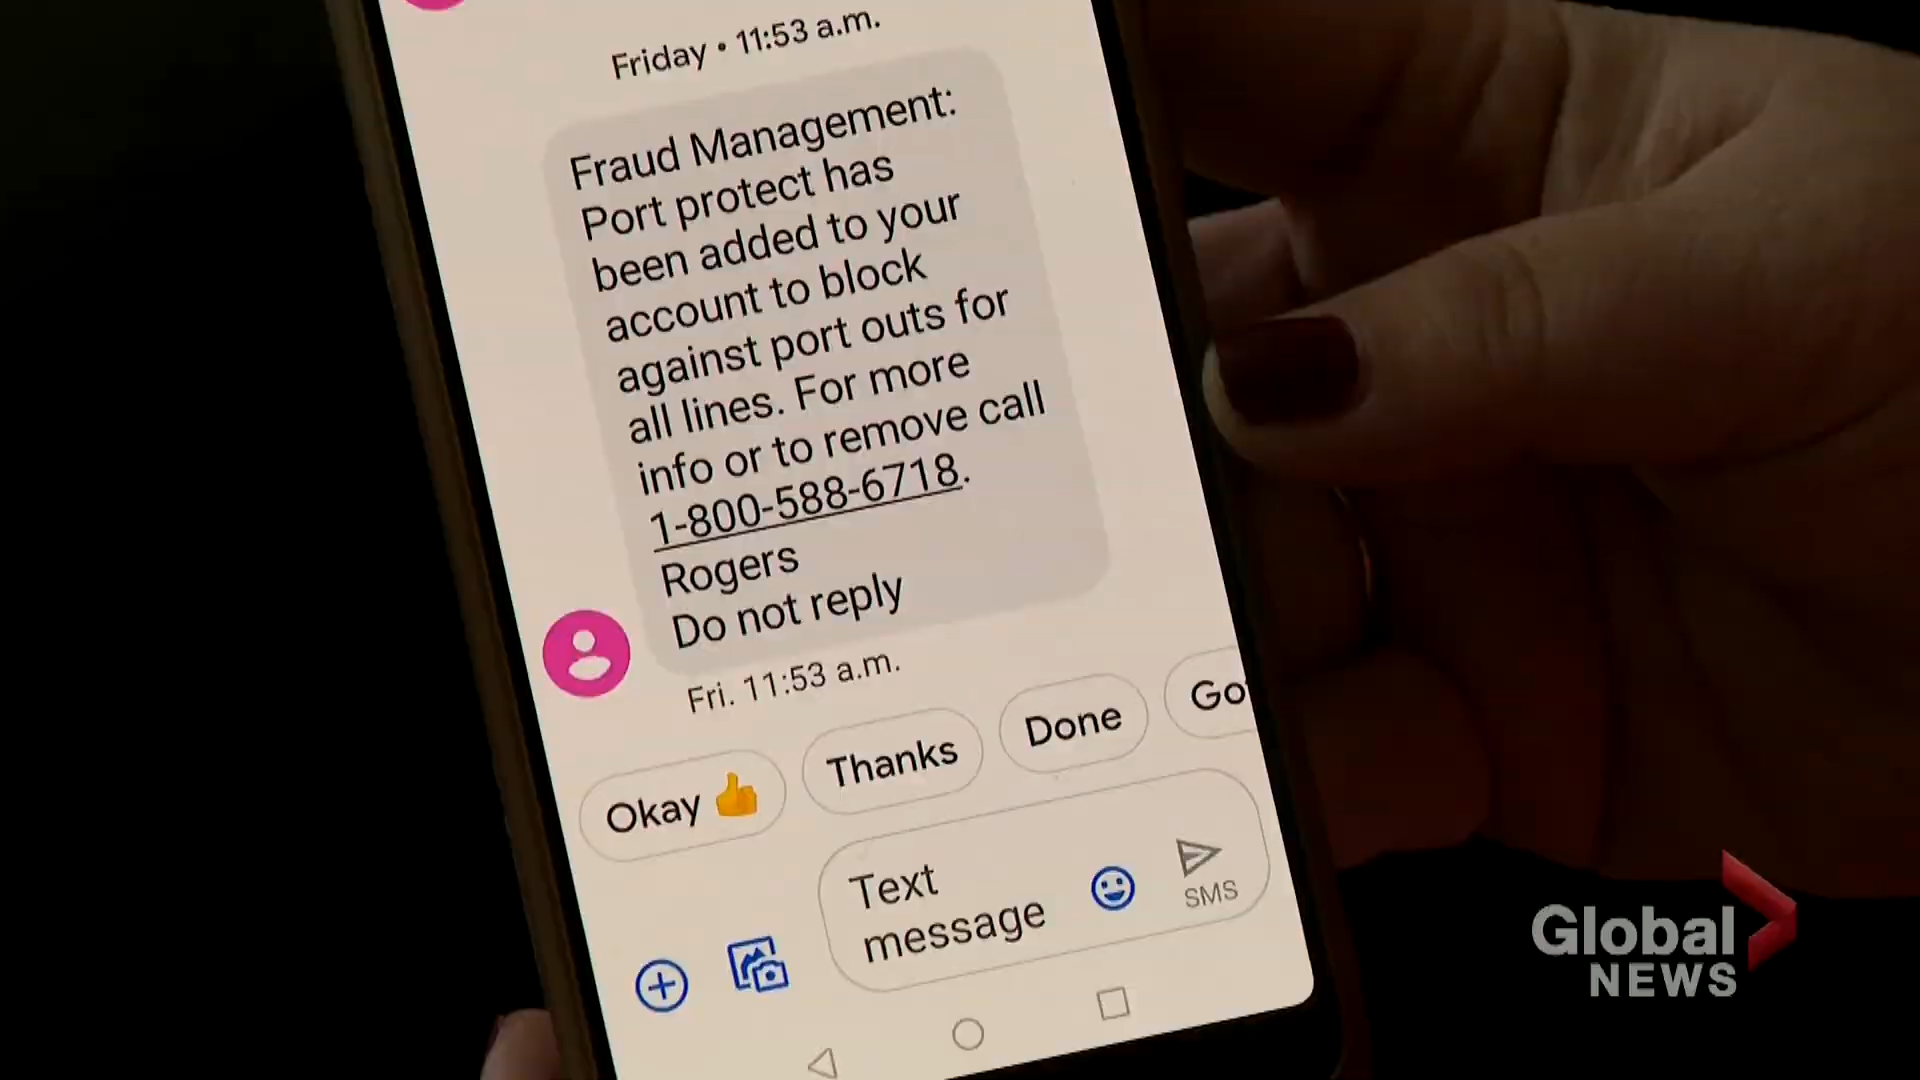 Friday • 11:53 a.m.
Fraud Management:
Port protect has
been added to your
account to block
against port outs for
all lines. For more
info or to remove call
1-800-588-6718.
Rogers
Do not reply
Fri. 11:53 a.m.
Okay 👍
Thanks
Done
Go
Text
message
SMS
Global
NEWS